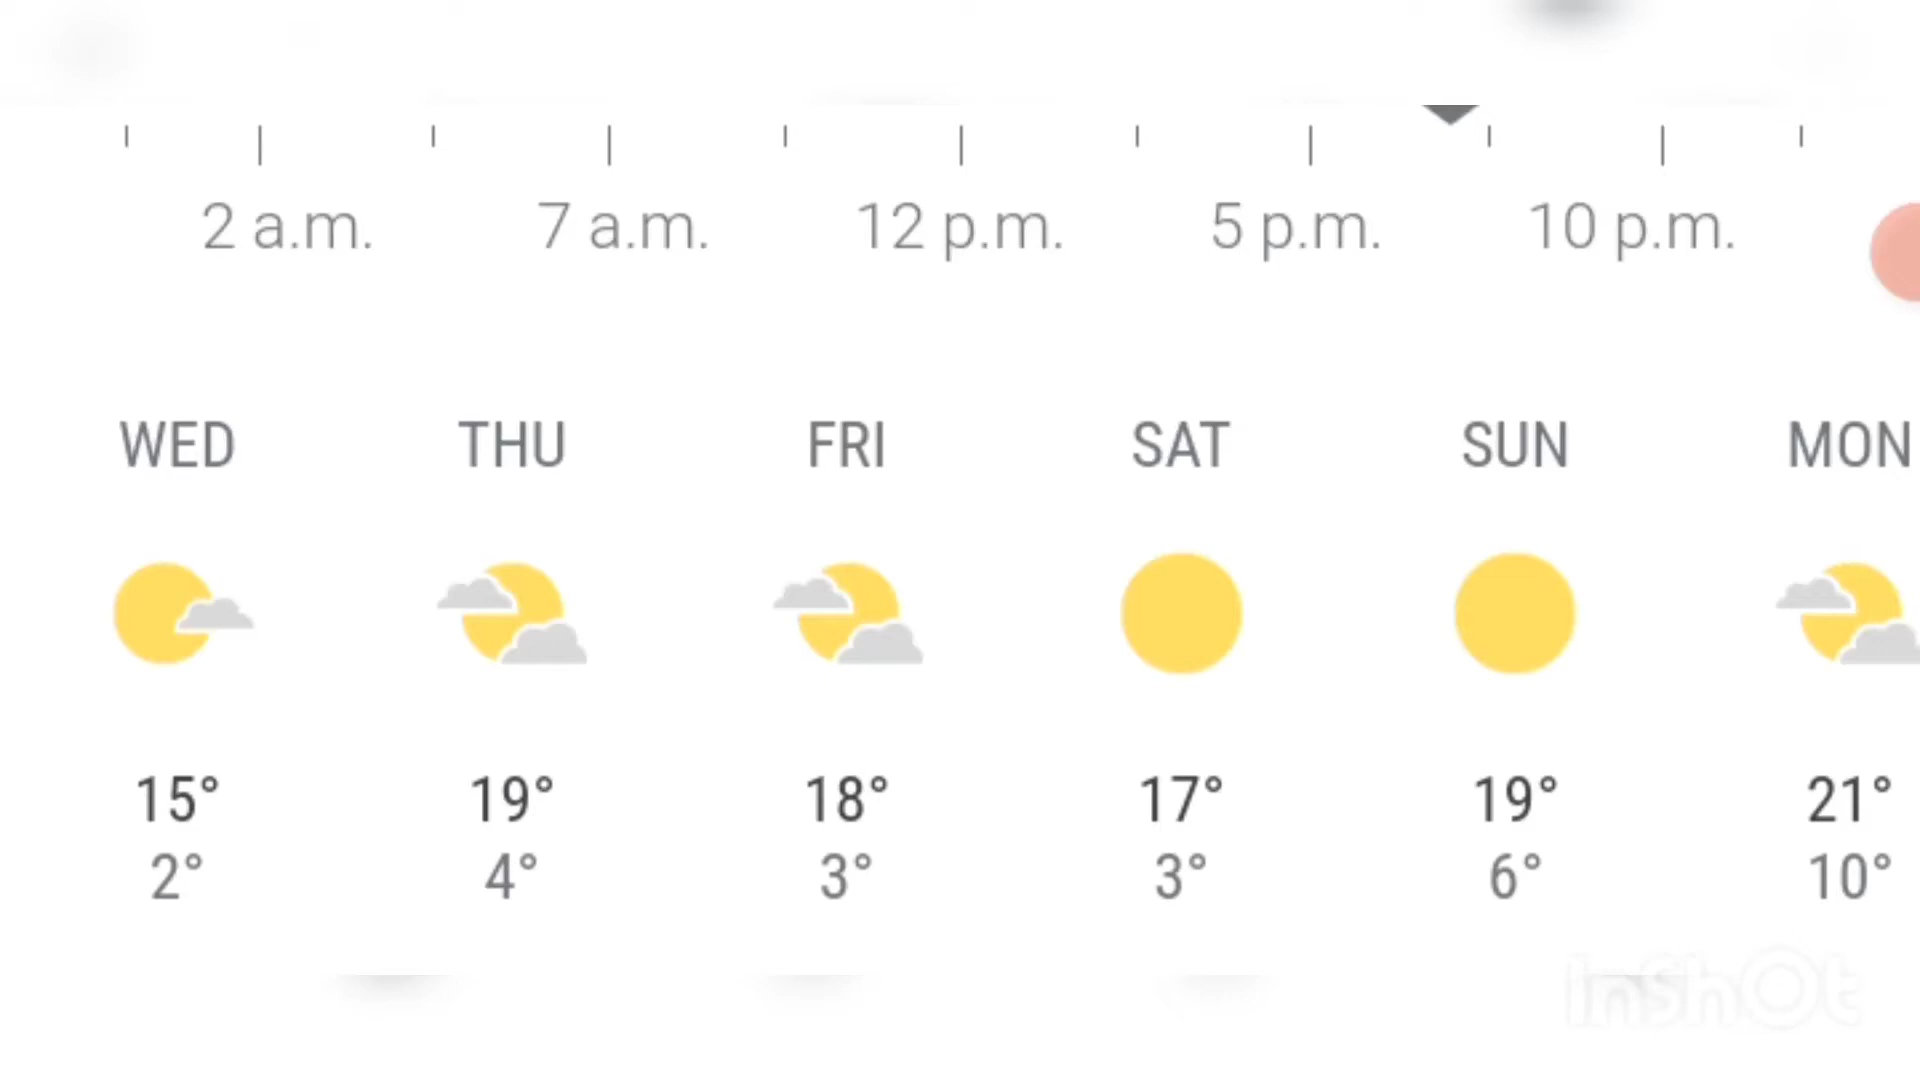 2 a.m. 7 a.m. 12 p.m. 5 p.m. 10 p.m.
WED THU FRI SAT SUN MON
15° 19° 18° 17° 19° 21°
2° 4° 3° 3° 6° 10°
InShOt